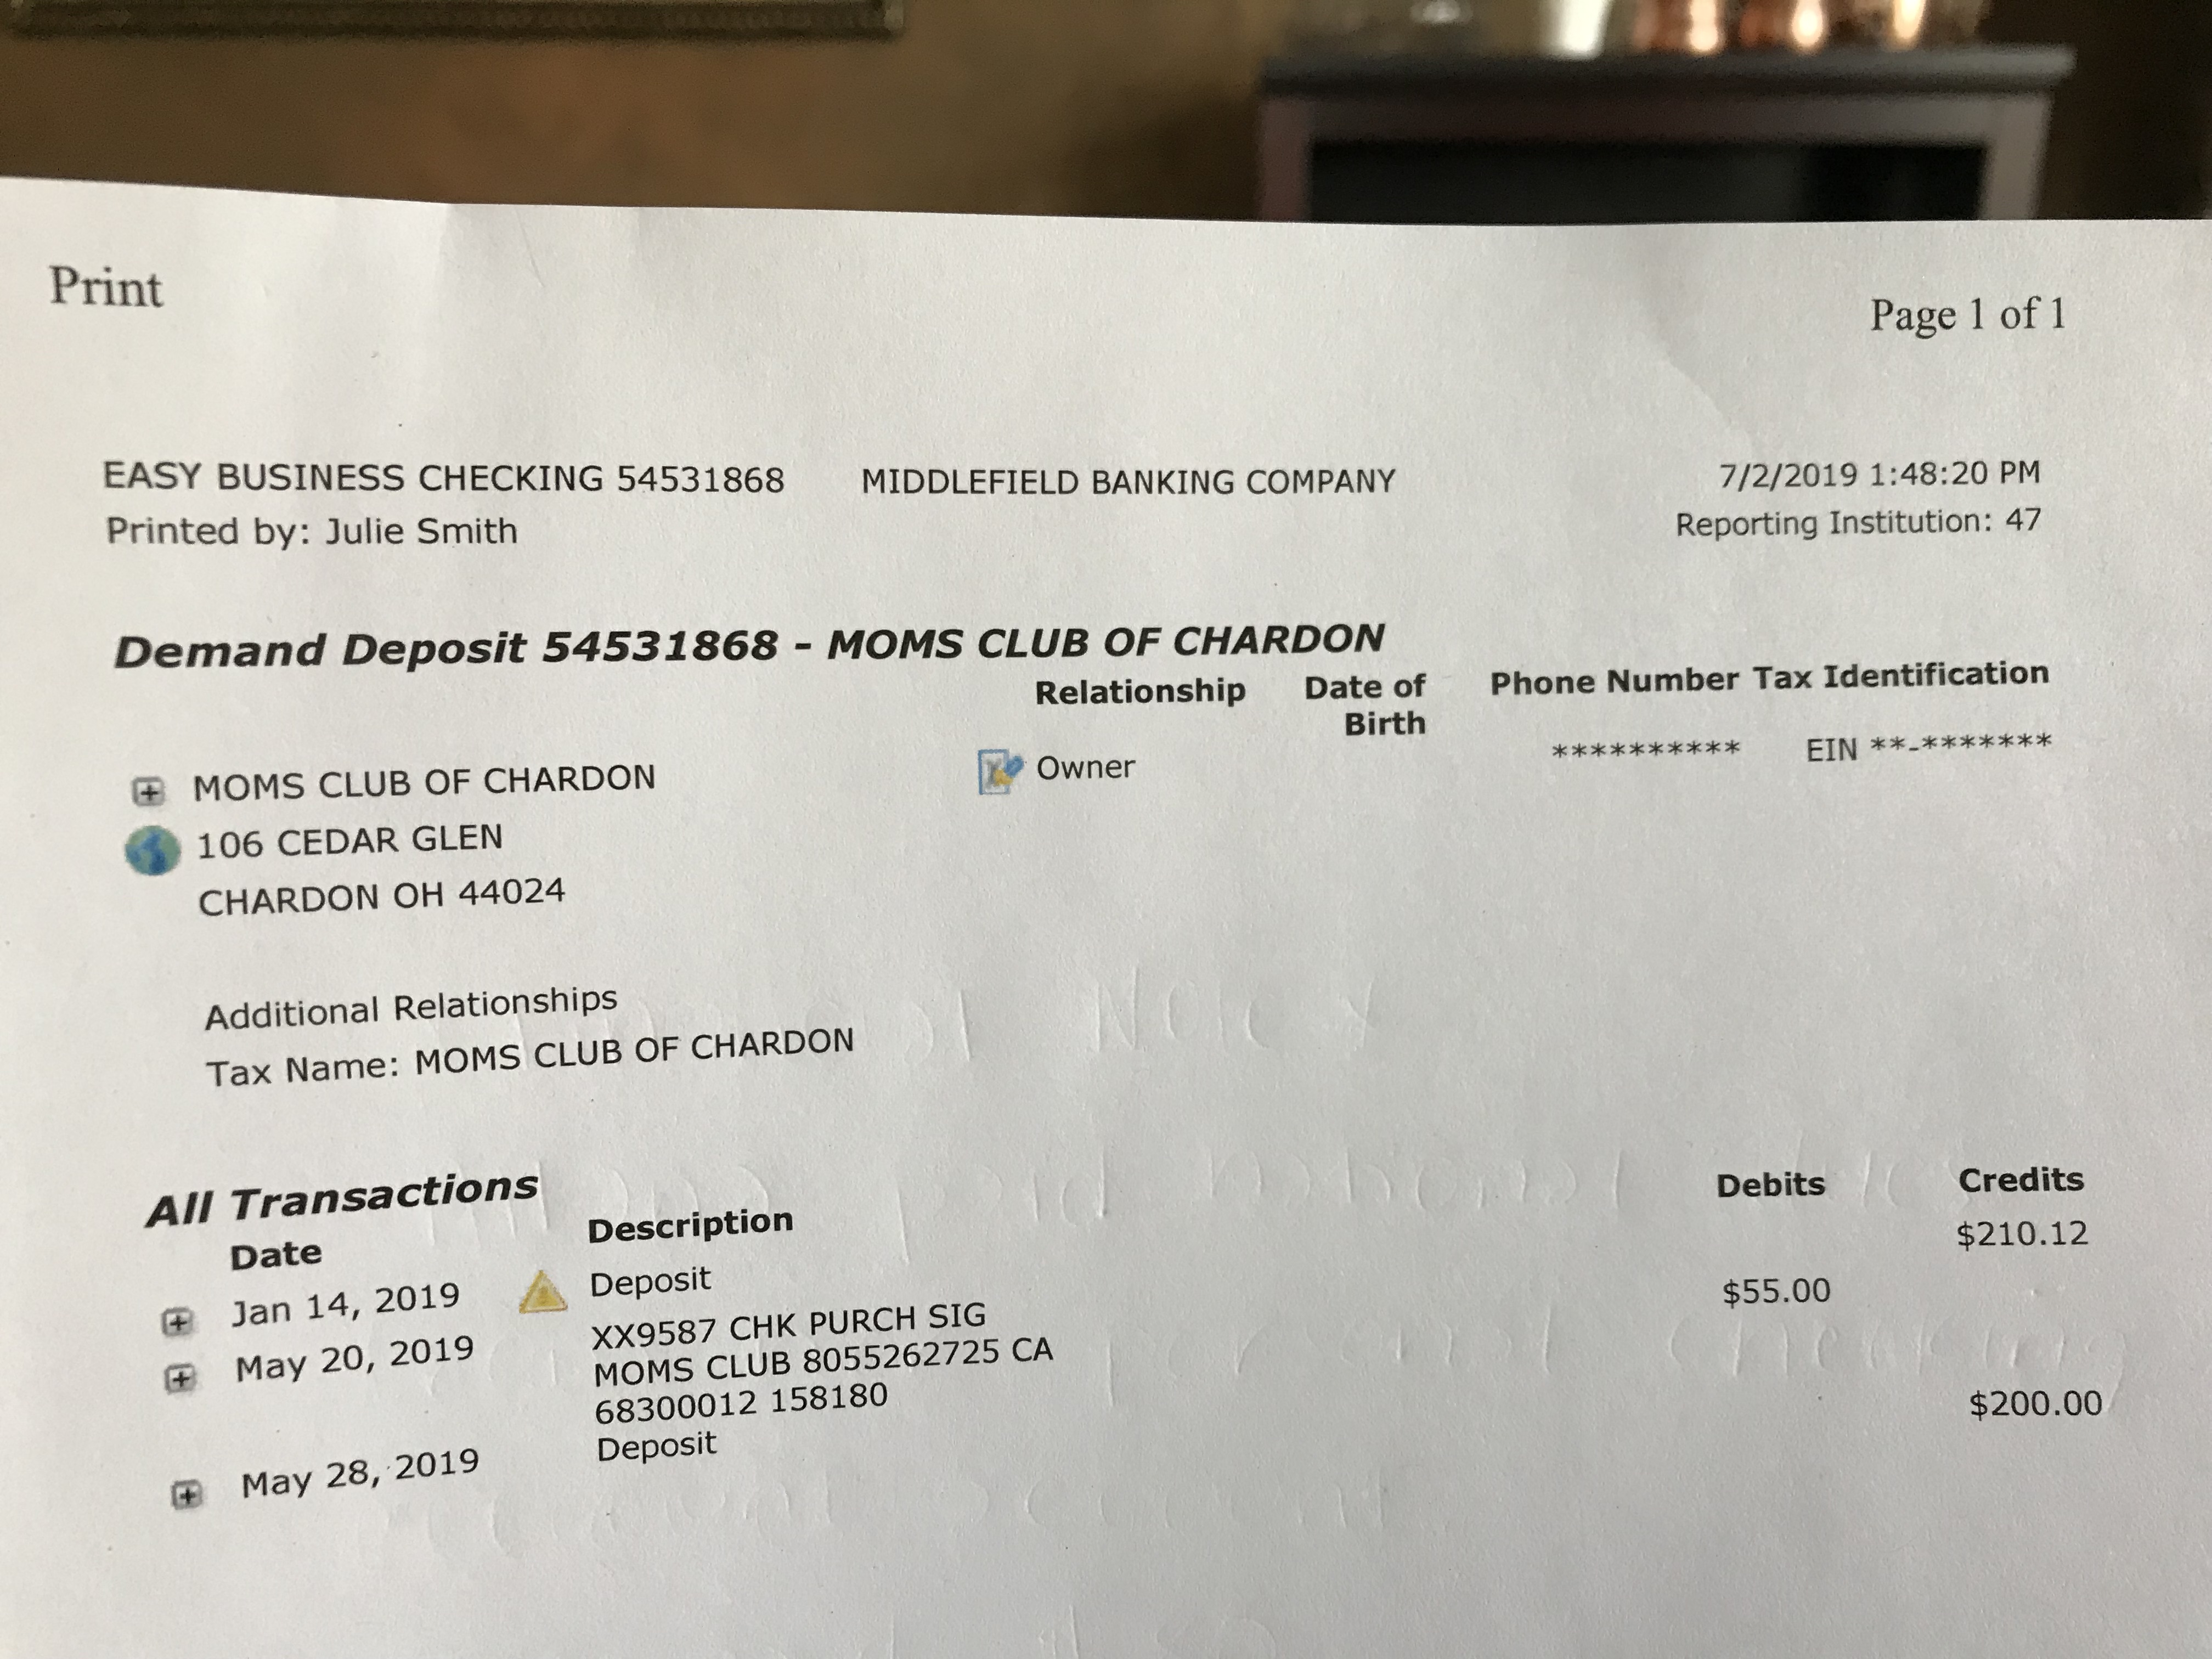 Print
Page 1 of 1
EASY BUSINESS CHECKING 54531868 MIDDLEFIELD BANKING COMPANY 7/2/2019 1:48:20 PM
Printed by: Julie Smith Reporting Institution: 47
Demand Deposit 54531868 - MOMS CLUB OF CHARDON
Relationship Date of Birth Phone Number Tax Identification
MOMS CLUB OF CHARDON Owner ********** EIN **-*******
106 CEDAR GLEN
CHARDON OH 44024
Additional Relationships
Tax Name: MOMS CLUB OF CHARDON
All Transactions
Date Description Debits Credits
Jan 14, 2019 Deposit $210.12
May 20, 2019 XX9587 CHK PURCH SIG $55.00
MOMS CLUB 8055262725 CA
68300012 158180
May 28, 2019 Deposit $200.00